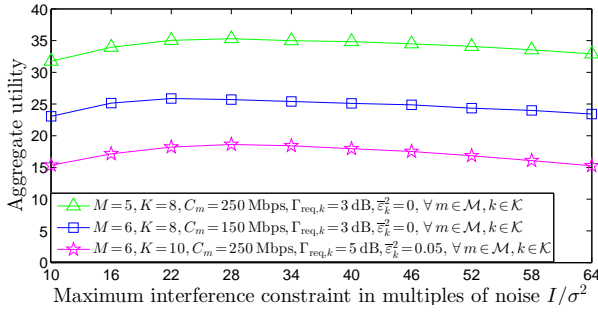 40
35
30
25
20
15
10
5
0
Aggregate utility
M=5, K=8, C_m=250 Mbps, Γ_req,k=3 dB, ε̄_k^2=0, ∀ m∈ℳ, k∈𝒦
M=6, K=8, C_m=150 Mbps, Γ_req,k=3 dB, ε̄_k^2=0, ∀ m∈ℳ, k∈𝒦
M=6, K=10, C_m=250 Mbps, Γ_req,k=5 dB, ε̄_k^2=0.05, ∀ m∈ℳ, k∈𝒦
10 16 22 28 34 40 46 52 58 64
Maximum interference constraint in multiples of noise I/σ^2